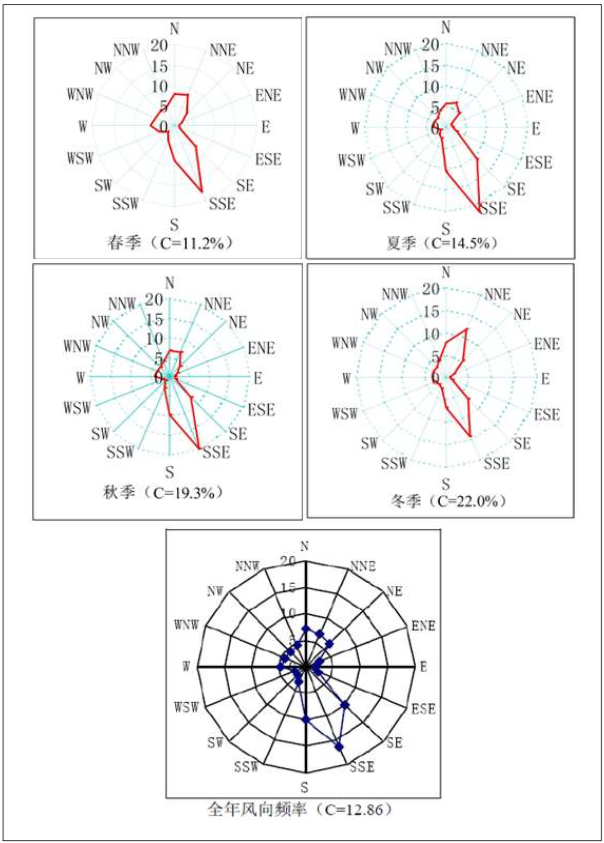 N
NNW 20 NNE
NW 15 NE
WNW 10 ENE
5
W 0 E
WSW ESE
SW SE
SSW SSE
S
春季（C=11.2%）
N
NNW 20 NNE
NW 15 NE
WNW 10 ENE
5
W 0 E
WSW ESE
SW SE
SSW SSE
S
夏季（C=14.5%）
N
NNW 20 NNE
NW 15 NE
WNW 10 ENE
5
W 0 E
WSW ESE
SW SE
SSW SSE
S
秋季（C=19.3%）
N
NNW 20 NNE
NW 15 NE
WNW 10 ENE
5
W 0 E
WSW ESE
SW SE
SSW SSE
S
冬季（C=22.0%）
N
NNW 20 NNE
NW 15 NE
WNW 10 ENE
W E
WSW ESE
SW SE
SSW SSE
S
全年风向频率（C=12.86）